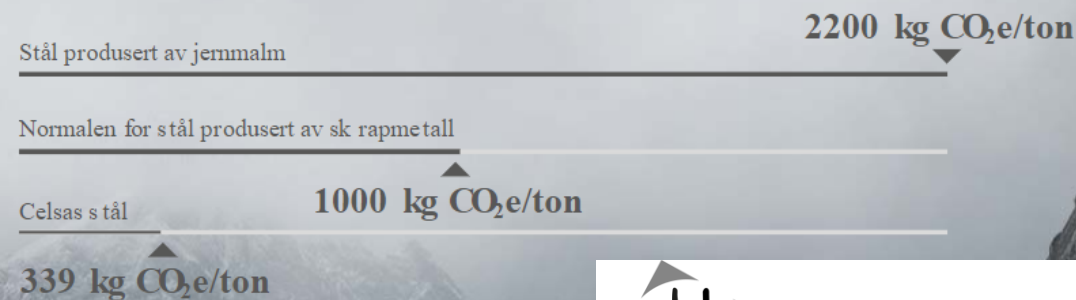 2200 kg CO₂e/ton
Stål produsert av jernmalm
Normalen for stål produsert av skrapmetall
1000 kg CO₂e/ton
Celsas stål
339 kg CO₂e/ton